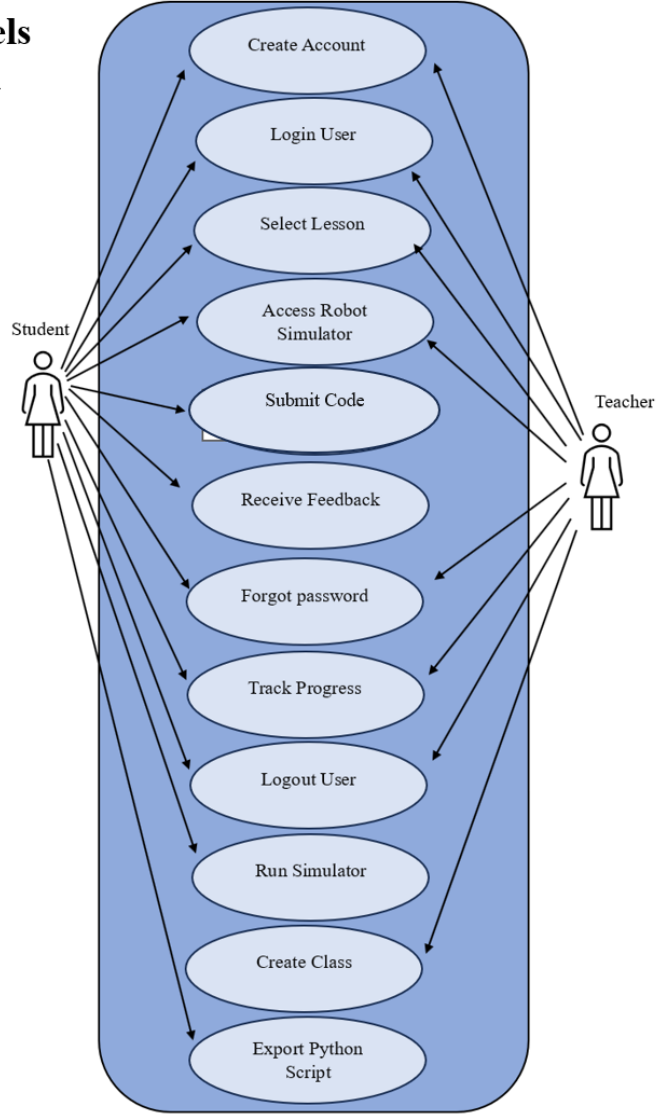 els
Create Account
Login User
Select Lesson
Access Robot
Simulator
Student
Submit Code
Teacher
Receive Feedback
Forgot password
Track Progress
Logout User
Run Simulator
Create Class
Export Python
Script